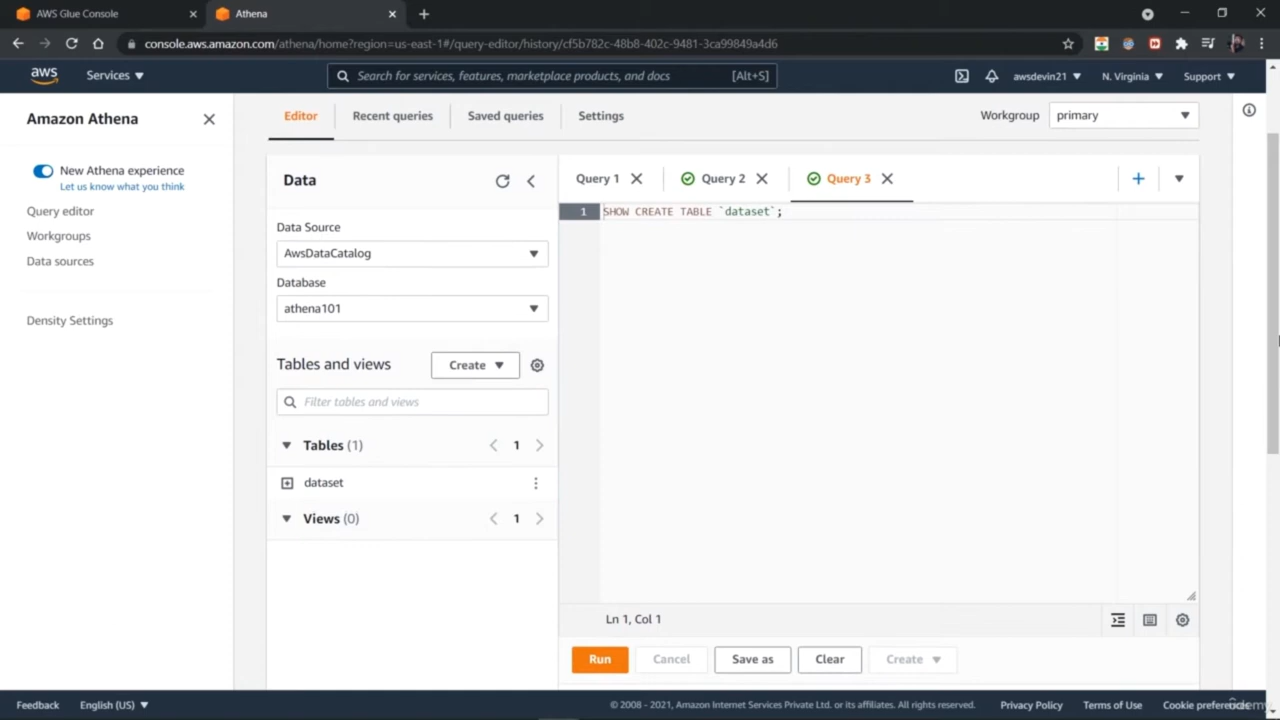 AWS Glue Console
Athena
console.aws.amazon.com/athena/home?region=us-east-1#/query-editor/history/cf5b782c-48b8-402c-9481-3ca99849a4d6
aws
Services
Search for services, features, marketplace products, and docs
[Alt+S]
awsdevin21
N. Virginia
Support
Amazon Athena
New Athena experience
Let us know what you think
Query editor
Workgroups
Data sources
Density Settings
Editor
Recent queries
Saved queries
Settings
Workgroup
primary
Data
Data Source
AwsDataCatalog
Database
athena101
Tables and views
Create
Filter tables and views
Tables (1)
1
dataset
Views (0)
1
Query 1
Query 2
Query 3
1
SHOW CREATE TABLE `dataset`;
Ln 1, Col 1
Run
Cancel
Save as
Clear
Create
Feedback
English (US)
© 2008 - 2021, Amazon Internet Services Private Ltd. or its affiliates. All rights reserved.
Privacy Policy
Terms of Use
Cookie preferences